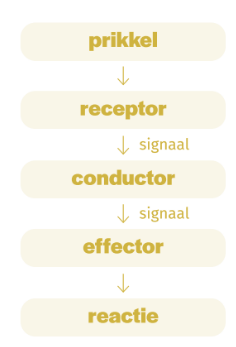 prikkel
receptor
signaal
conductor
signaal
effector
reactie